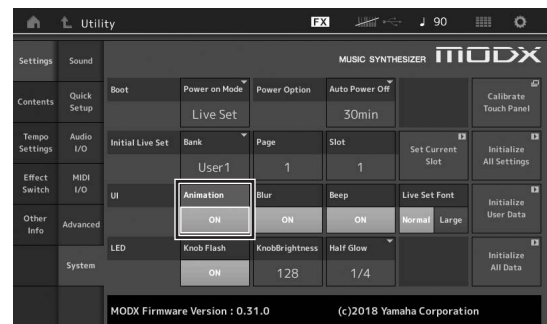 Utility FX 90
Settings Sound MUSIC SYNTHESIZER MODX
Contents Quick Setup Boot Power on Mode Live Set Power Option Auto Power Off 30min Calibrate Touch Panel
Tempo Settings Audio I/O Initial Live Set Bank User1 Page 1 Slot 1 Set Current Slot Initialize All Settings
Effect Switch MIDI I/O UI Animation ON Blur ON Beep ON Live Set Font Normal Large Initialize User Data
Other Info Advanced
System LED Knob Flash ON KnobBrightness 128 Half Glow 1/4 Initialize All Data
MODX Firmware Version : 0.31.0 (c)2018 Yamaha Corporation